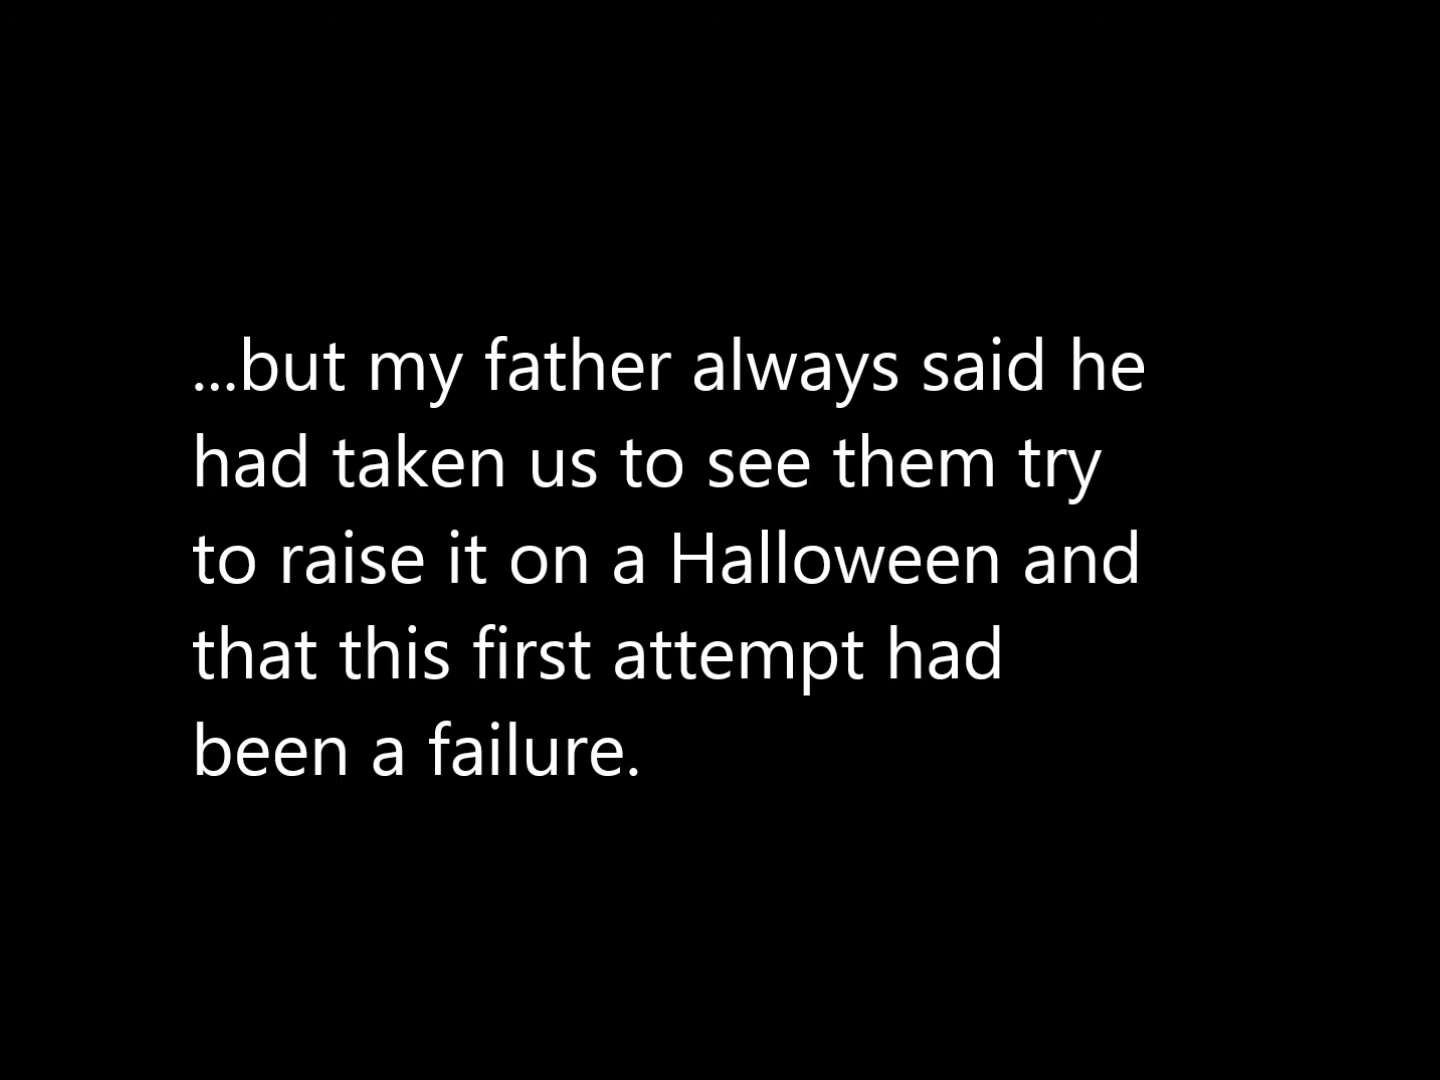 ...but my father always said he
had taken us to see them try
to raise it on a Halloween and
that this first attempt had
been a failure.